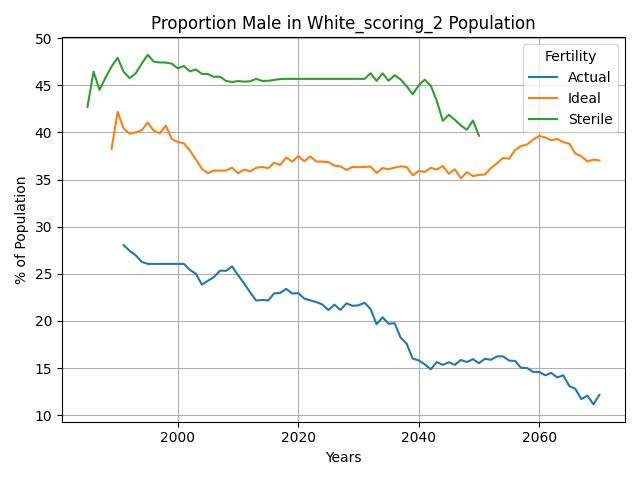 Proportion Male in White_scoring_2 Population
Fertility
Actual
Ideal
Sterile
% of Population
50
45
40
35
30
25
20
15
10
2000 2020 2040 2060
Years